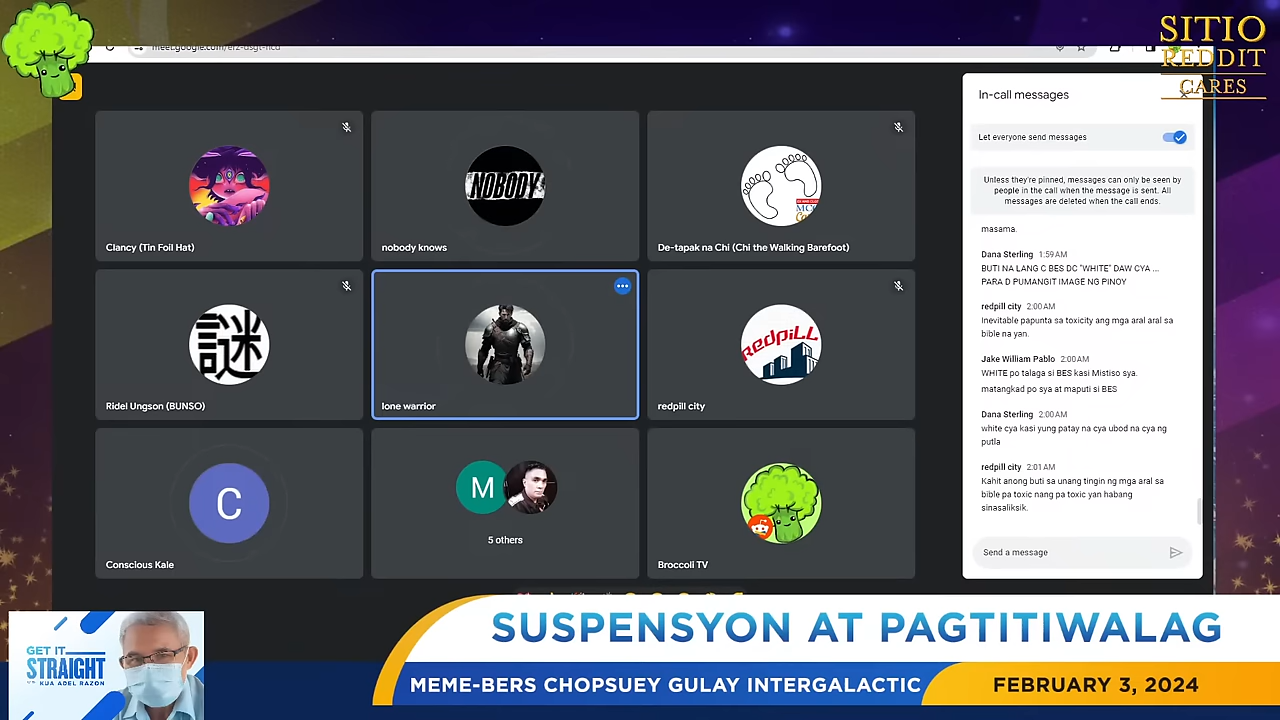 SITIO
REDDIT
CARES
In-call messages
Let everyone send messages
Unless they're pinned, messages can only be seen by
people in the call when the message is sent. All
messages are deleted when the call ends.
masama.
Dana Sterling 1:59 AM
BUTI NA LANG C BES DC "WHITE" DAW CYA ...
PARA D PUMANGIT IMAGE NG PINOY
redpill city 2:00 AM
Inevitable papunta sa toxicity ang mga aral aral sa
bible na yan.
Jake William Pablo 2:00 AM
WHITE po talaga si BES kasi Mistiso sya.
matangkad po sya at maputi si BES
Dana Sterling 2:00 AM
white cya kasi yung patay na cya ubod na cya ng
putla
redpill city 2:01 AM
Kahit anong buti sa unang tingin ng mga aral sa
bible pa toxic nang pa toxic yan habang
sinasaliksik.
Send a message
Clancy (Tin Foil Hat)
NOBODY
nobody knows
De-tapak na Chi (Chi the Walking Barefoot)
謎
Ridel Ungson (BUNSO)
lone warrior
REDPILL
redpill city
C
Conscious Kale
M
5 others
Broccoli TV
GET IT
STRAIGHT
KUYA ADEL RAZON
SUSPENSYON AT PAGTITIWALAG
MEME-BERS CHOPSUEY GULAY INTERGALACTIC
FEBRUARY 3, 2024